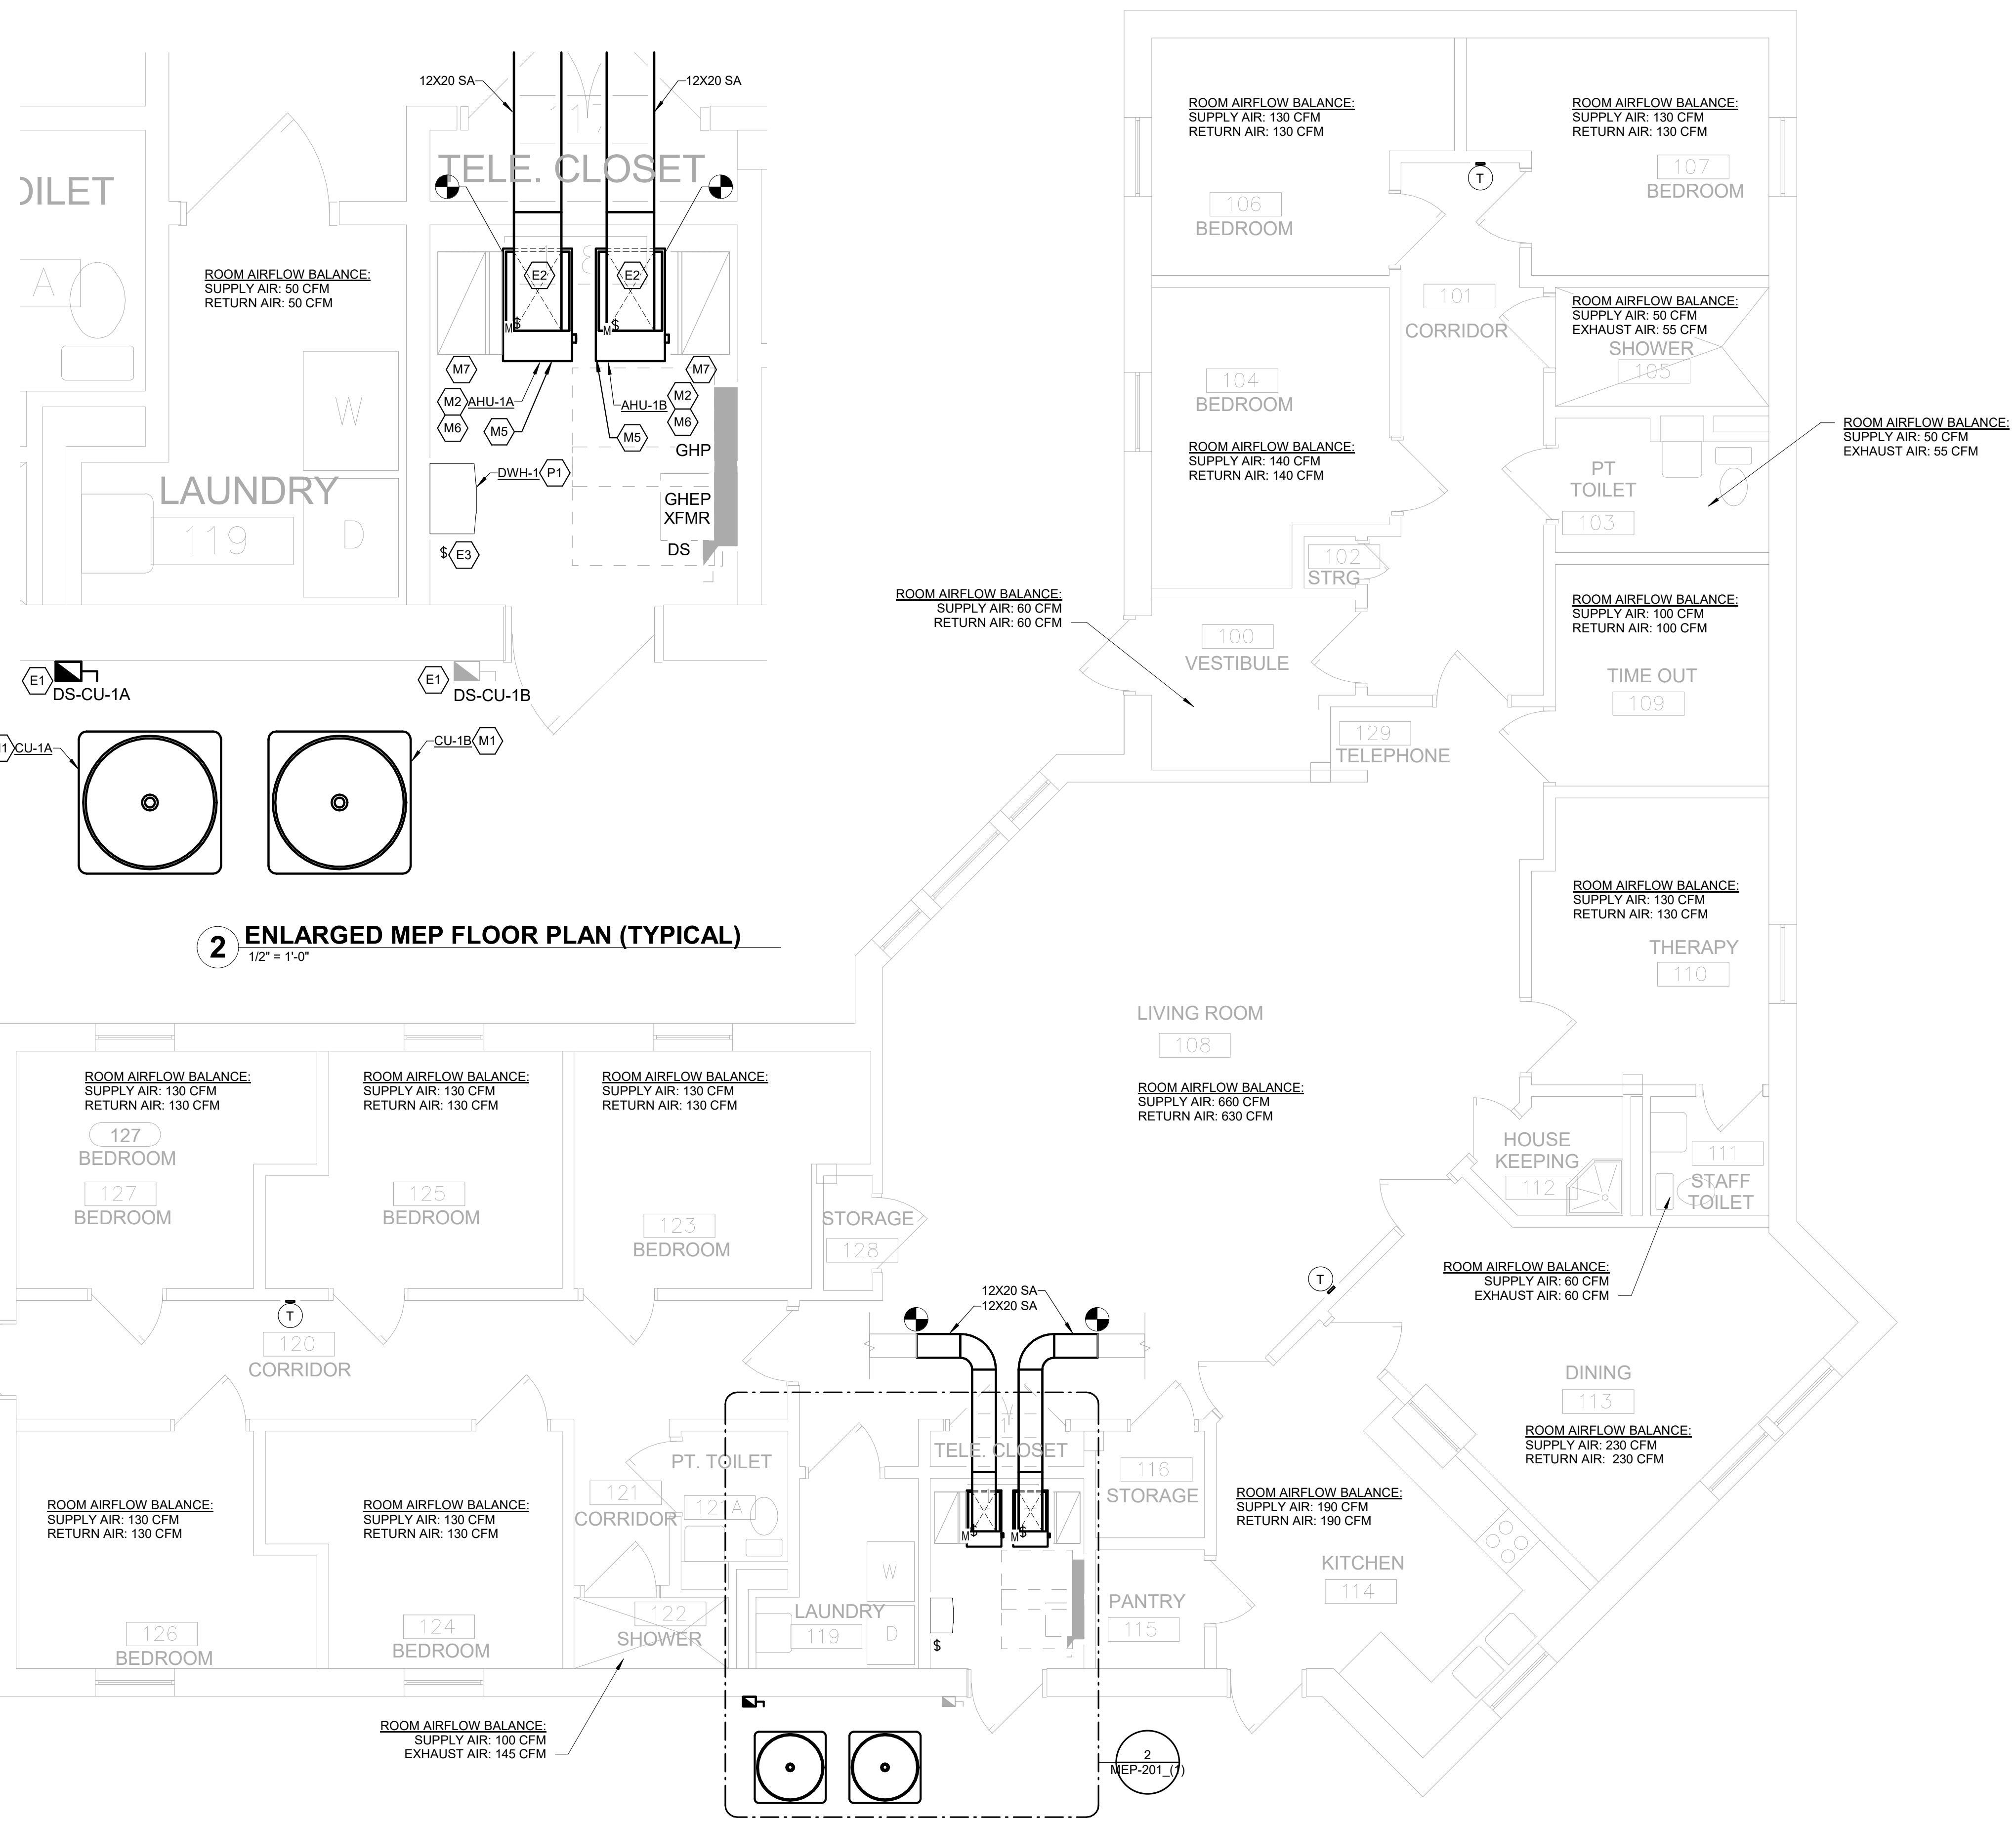 12X20 SA
12X20 SA
TELE. CLOSET
OILET
A
ROOM AIRFLOW BALANCE:
SUPPLY AIR: 50 CFM
RETURN AIR: 50 CFM
E2
E2
M$
M$
M7
M7
M2
AHU-1A
AHU-1B
M2
M6
M5
M5
M6
GHP
W
DWH-1
P1
LAUNDRY
GHEP
XFMR
119
D
$
E3
DS
E1
DS-CU-1A
E1
DS-CU-1B
CU-1A
CU-1B
M1
2
ENLARGED MEP FLOOR PLAN (TYPICAL)
1/2" = 1'-0"
ROOM AIRFLOW BALANCE:
SUPPLY AIR: 130 CFM
RETURN AIR: 130 CFM
106
BEDROOM
ROOM AIRFLOW BALANCE:
SUPPLY AIR: 130 CFM
RETURN AIR: 130 CFM
107
BEDROOM
T
101
CORRIDOR
ROOM AIRFLOW BALANCE:
SUPPLY AIR: 50 CFM
EXHAUST AIR: 55 CFM
SHOWER
105
104
BEDROOM
ROOM AIRFLOW BALANCE:
SUPPLY AIR: 140 CFM
RETURN AIR: 140 CFM
PT
TOILET
103
ROOM AIRFLOW BALANCE:
SUPPLY AIR: 50 CFM
EXHAUST AIR: 55 CFM
102
STRG
ROOM AIRFLOW BALANCE:
SUPPLY AIR: 60 CFM
RETURN AIR: 60 CFM
100
VESTIBULE
ROOM AIRFLOW BALANCE:
SUPPLY AIR: 100 CFM
RETURN AIR: 100 CFM
TIME OUT
109
129
TELEPHONE
ROOM AIRFLOW BALANCE:
SUPPLY AIR: 130 CFM
RETURN AIR: 130 CFM
THERAPY
110
LIVING ROOM
108
ROOM AIRFLOW BALANCE:
SUPPLY AIR: 660 CFM
RETURN AIR: 630 CFM
HOUSE
KEEPING
112
111
STAFF
TOILET
ROOM AIRFLOW BALANCE:
SUPPLY AIR: 60 CFM
EXHAUST AIR: 60 CFM
T
ROOM AIRFLOW BALANCE:
SUPPLY AIR: 130 CFM
RETURN AIR: 130 CFM
127
BEDROOM
127
BEDROOM
ROOM AIRFLOW BALANCE:
SUPPLY AIR: 130 CFM
RETURN AIR: 130 CFM
125
BEDROOM
ROOM AIRFLOW BALANCE:
SUPPLY AIR: 130 CFM
RETURN AIR: 130 CFM
123
BEDROOM
STORAGE
128
T
120
CORRIDOR
12X20 SA
12X20 SA
DINING
113
ROOM AIRFLOW BALANCE:
SUPPLY AIR: 230 CFM
RETURN AIR: 230 CFM
TELE. CLOSET
PT. TOILET
121A
121
CORRIDOR
116
STORAGE
ROOM AIRFLOW BALANCE:
SUPPLY AIR: 190 CFM
RETURN AIR: 190 CFM
KITCHEN
114
ROOM AIRFLOW BALANCE:
SUPPLY AIR: 130 CFM
RETURN AIR: 130 CFM
126
BEDROOM
ROOM AIRFLOW BALANCE:
SUPPLY AIR: 130 CFM
RETURN AIR: 130 CFM
124
BEDROOM
122
SHOWER
M$
M$
W
LAUNDRY
119
D
$
PANTRY
115
ROOM AIRFLOW BALANCE:
SUPPLY AIR: 100 CFM
EXHAUST AIR: 145 CFM
2
MEP-201_(1)